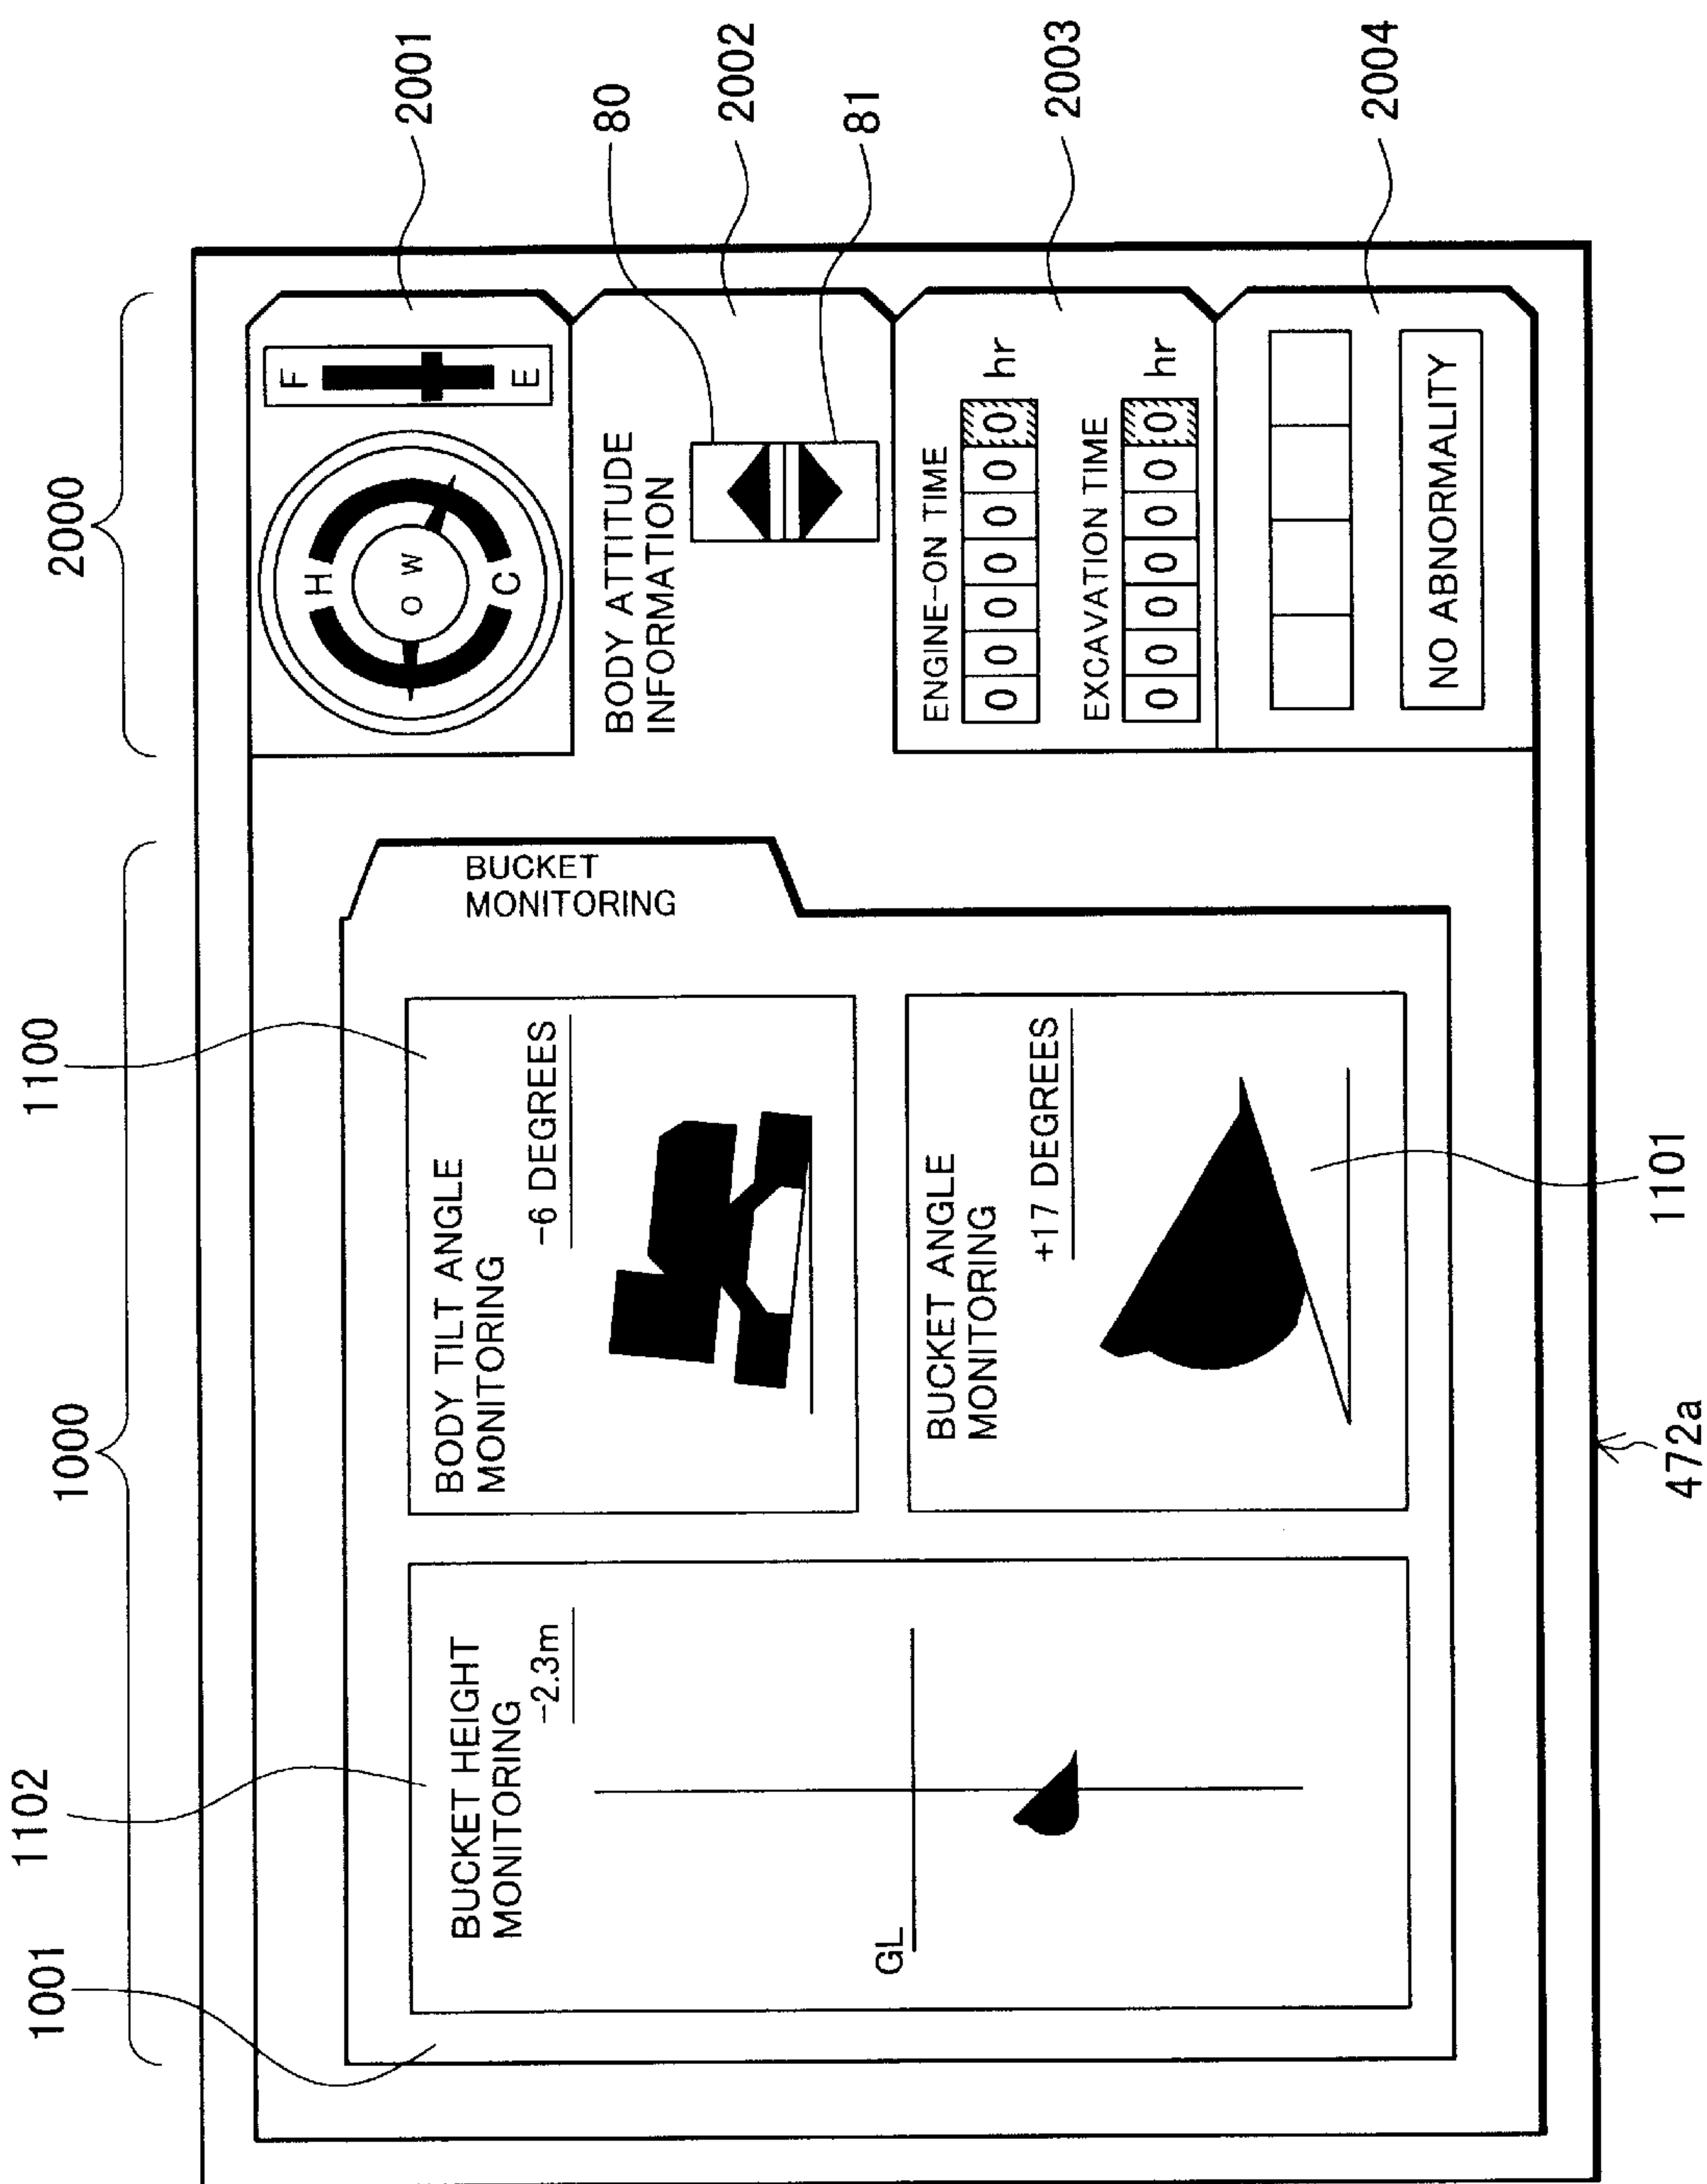 1000
2000
1001
1102
1100
BUCKET HEIGHT
MONITORING
-2.3m
GL
BODY TILT ANGLE
MONITORING
-6 DEGREES
BUCKET ANGLE
MONITORING
+17 DEGREES
BUCKET
MONITORING
H
C
O W
F
E
2001
BODY ATTITUDE
INFORMATION
80
2002
81
ENGINE-ON TIME
0 0 0 0 0 0 0 hr
EXCAVATION TIME
0 0 0 0 0 0 0 hr
2003
NO ABNORMALITY
2004
472a
1101